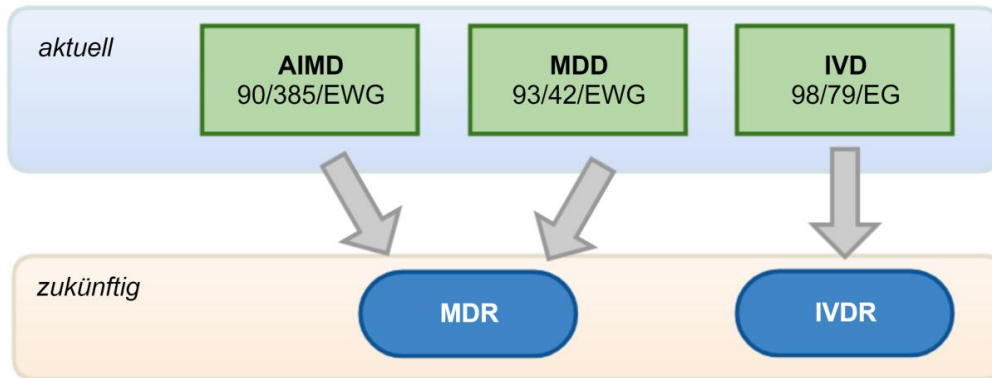 aktuell
AIMD
90/385/EWG
MDD
93/42/EWG
IVD
98/79/EG
zukünftig
MDR
IVDR